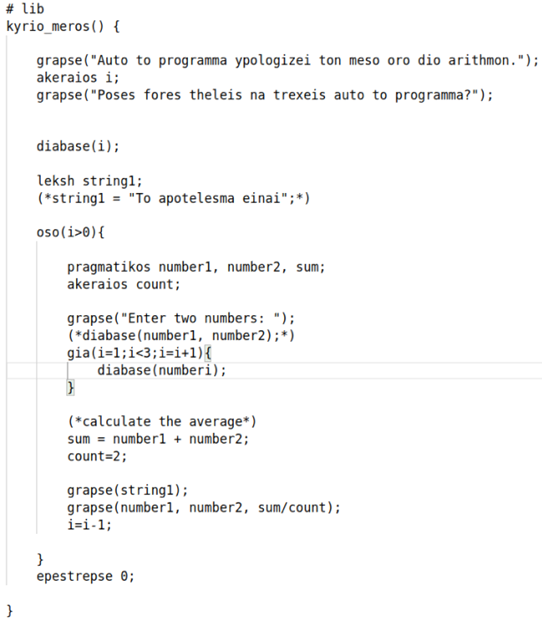 # lib
kyrio_meros() {
grapse("Auto to programma ypologizei ton meso oro dio arithmon.");
akeraios i;
grapse("Poses fores theleis na trexeis auto to programma?");
diabase(i);
leksh string1;
(*string1 = "To apotelesma einai";*)
oso(i>0){
pragmatikos number1, number2, sum;
akeraios count;
grapse("Enter two numbers: ");
(*diabase(number1, number2);*)
gia(i=1;i<3;i=i+1){
diabase(numberi);
}
(*calculate the average*)
sum = number1 + number2;
count=2;
grapse(string1);
grapse(number1, number2, sum/count);
i=i-1;
}
epestrepse 0;
}